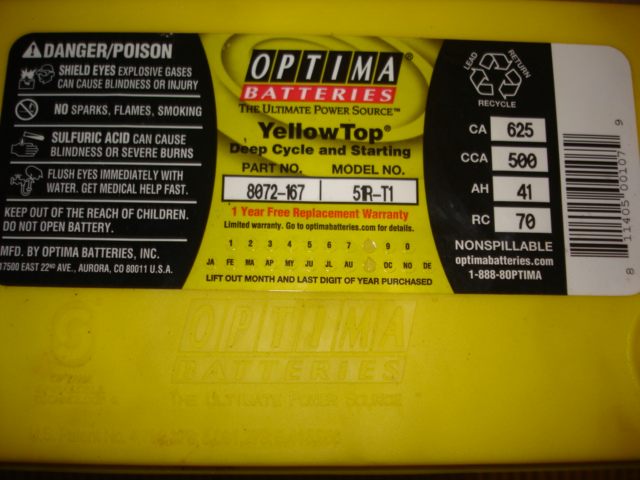 DANGER/POISON
SHIELD EYES EXPLOSIVE GASES
CAN CAUSE BLINDNESS OR INJURY
NO SPARKS, FLAMES, SMOKING
SULFURIC ACID CAN CAUSE
BLINDNESS OR SEVERE BURNS
FLUSH EYES IMMEDIATELY WITH
WATER. GET MEDICAL HELP FAST.
KEEP OUT OF THE REACH OF CHILDREN.
DO NOT OPEN BATTERY.
MFD. BY OPTIMA BATTERIES, INC.
17500 EAST 22ND AVE., AURORA, CO 80011 U.S.A.
OPTIMA®
BATTERIES
THE ULTIMATE POWER SOURCE™
YellowTop®
Deep Cycle and Starting
PART NO. MODEL NO.
8072-167 51R-T1
1 Year Free Replacement Warranty
Limited warranty. Go to optimabatteries.com for details.
1 2 3 4 5 6 7 9 0
JA FE MA AP MY JN JL AU OC NO DE
LIFT OUT MONTH AND LAST DIGIT OF YEAR PURCHASED
LEAD RETURN
RECYCLE
CA 625
CCA 500
AH 41
RC 70
NONSPILLABLE
optimabatteries.com
1-888-8OPTIMA
8 11405 00107 9
OPTIMA
BATTERIES
THE ULTIMATE POWER SOURCE